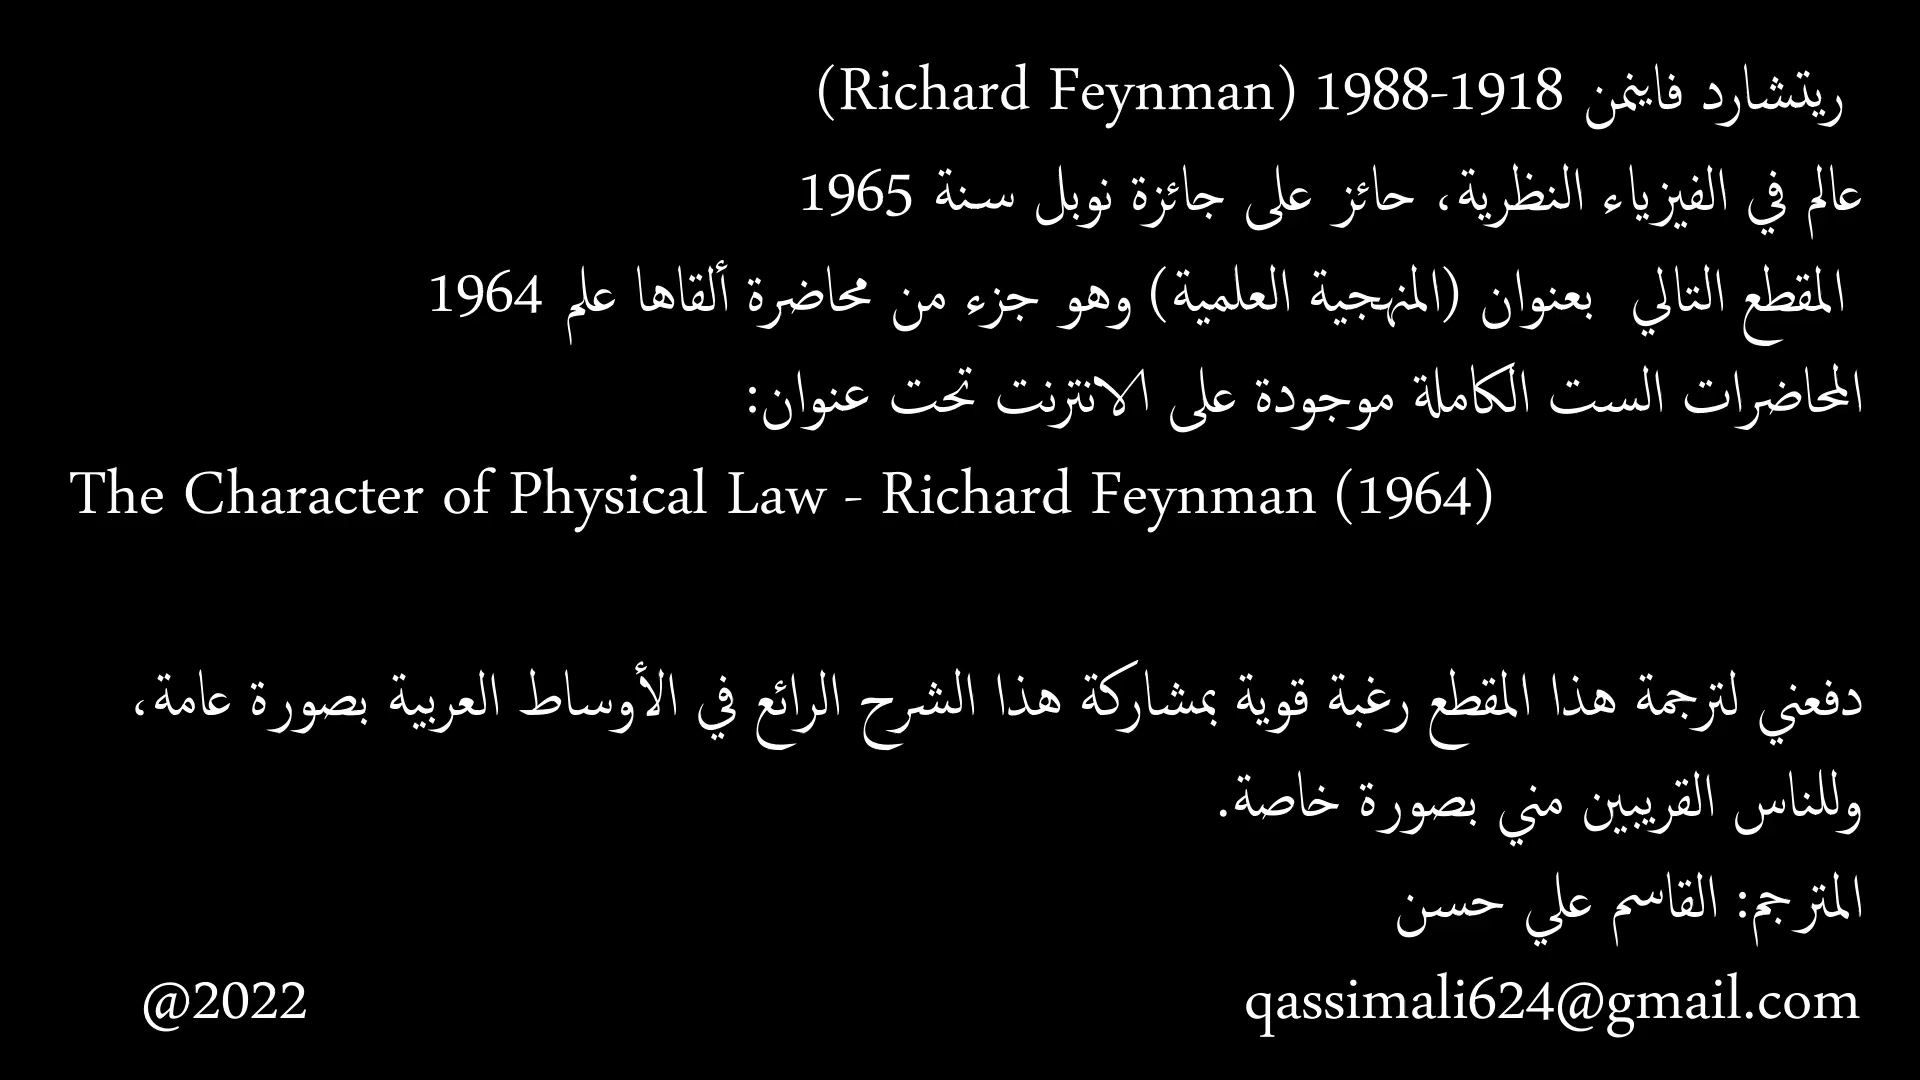 ريتشارد فاينمن 1918-1988 (Richard Feynman)
عالم في الفيزياء النظرية، حائز على جائزة نوبل سنة 1965
المقطع التالي بعنوان (المنهجية العلمية) وهو جزء من محاضرة ألقاها علم 1964
المحاضرات الست الكاملة موجودة على الانترنت تحت عنوان:
The Character of Physical Law - Richard Feynman (1964)
دفعني لترجمة هذا المقطع رغبة قوية بمشاركة هذا الشرح الرائع في الأوساط العربية بصورة عامة،
وللناس القريبين مني بصورة خاصة.
المترجم: القاسم علي حسن
qassimali624@gmail.com @2022